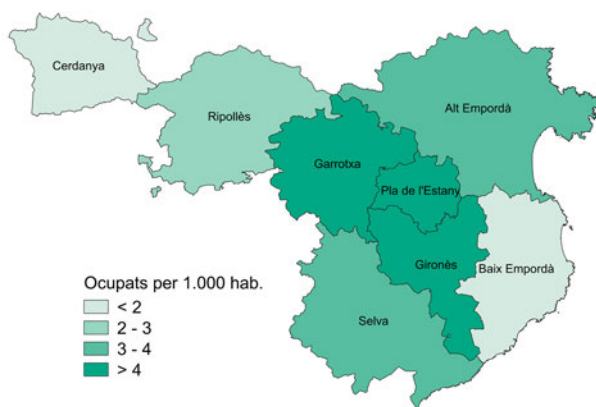 Cerdanya
Ripollès
Alt Empordà
Garrotxa
Pla de l'Estany
Gironès
Baix Empordà
Selva
Ocupats per 1.000 hab.
< 2
2 - 3
3 - 4
> 4